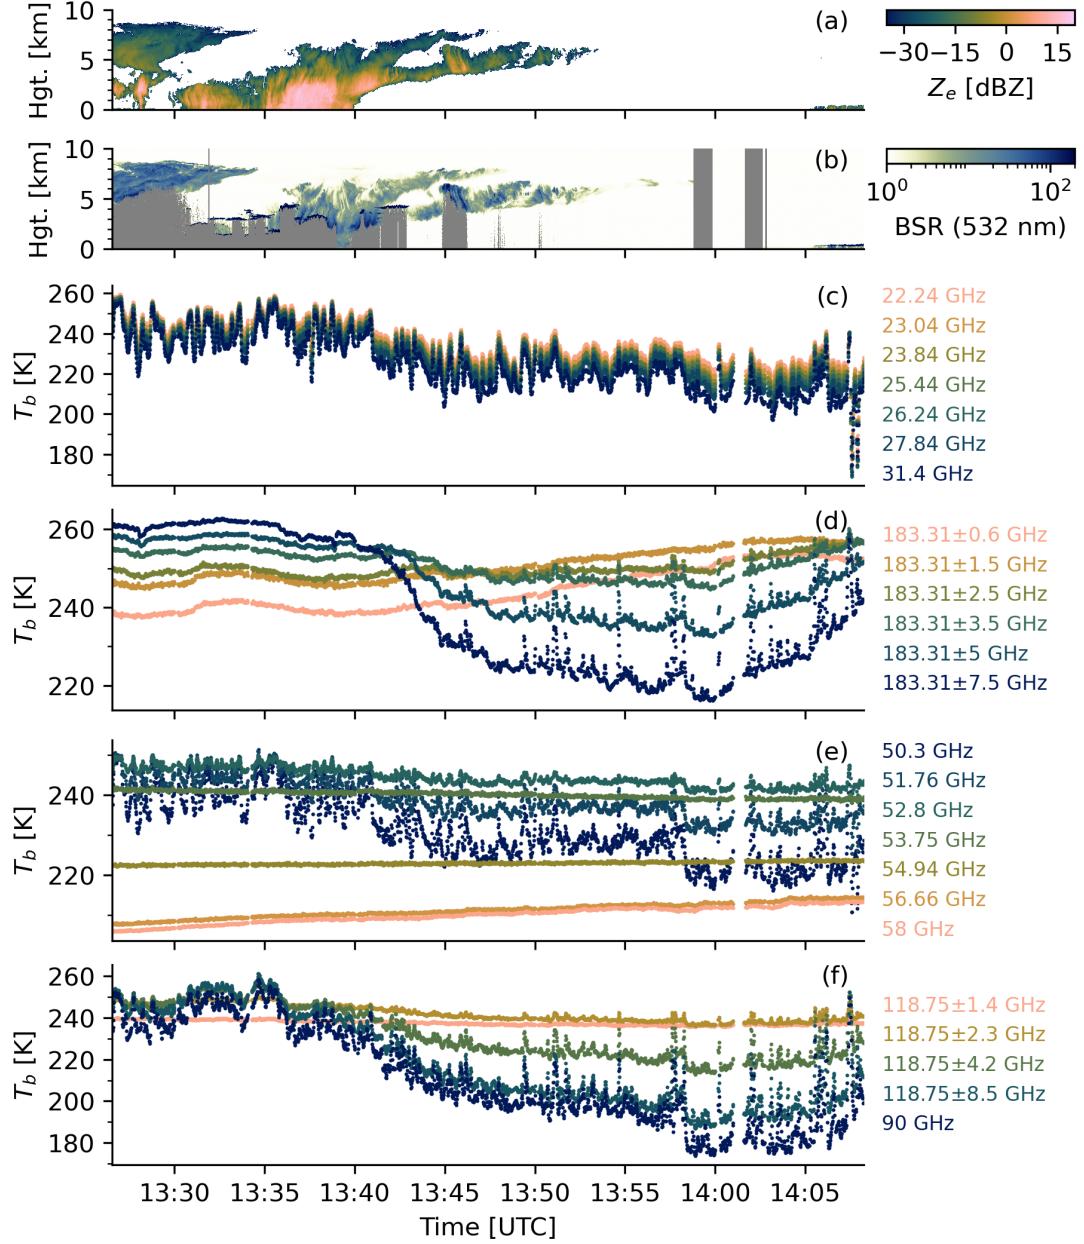 10
5
0
Hgt. [km]
(a)
−30 −15 0 15
Zₑ [dBZ]
10
5
0
Hgt. [km]
(b)
10⁰ 10²
BSR (532 nm)
260
240
220
200
180
T_b [K]
(c)
22.24 GHz
23.04 GHz
23.84 GHz
25.44 GHz
26.24 GHz
27.84 GHz
31.4 GHz
260
240
220
T_b [K]
(d)
183.31±0.6 GHz
183.31±1.5 GHz
183.31±2.5 GHz
183.31±3.5 GHz
183.31±5 GHz
183.31±7.5 GHz
240
220
T_b [K]
(e)
50.3 GHz
51.76 GHz
52.8 GHz
53.75 GHz
54.94 GHz
56.66 GHz
58 GHz
260
240
220
200
180
T_b [K]
(f)
118.75±1.4 GHz
118.75±2.3 GHz
118.75±4.2 GHz
118.75±8.5 GHz
90 GHz
13:30 13:35 13:40 13:45 13:50 13:55 14:00 14:05
Time [UTC]